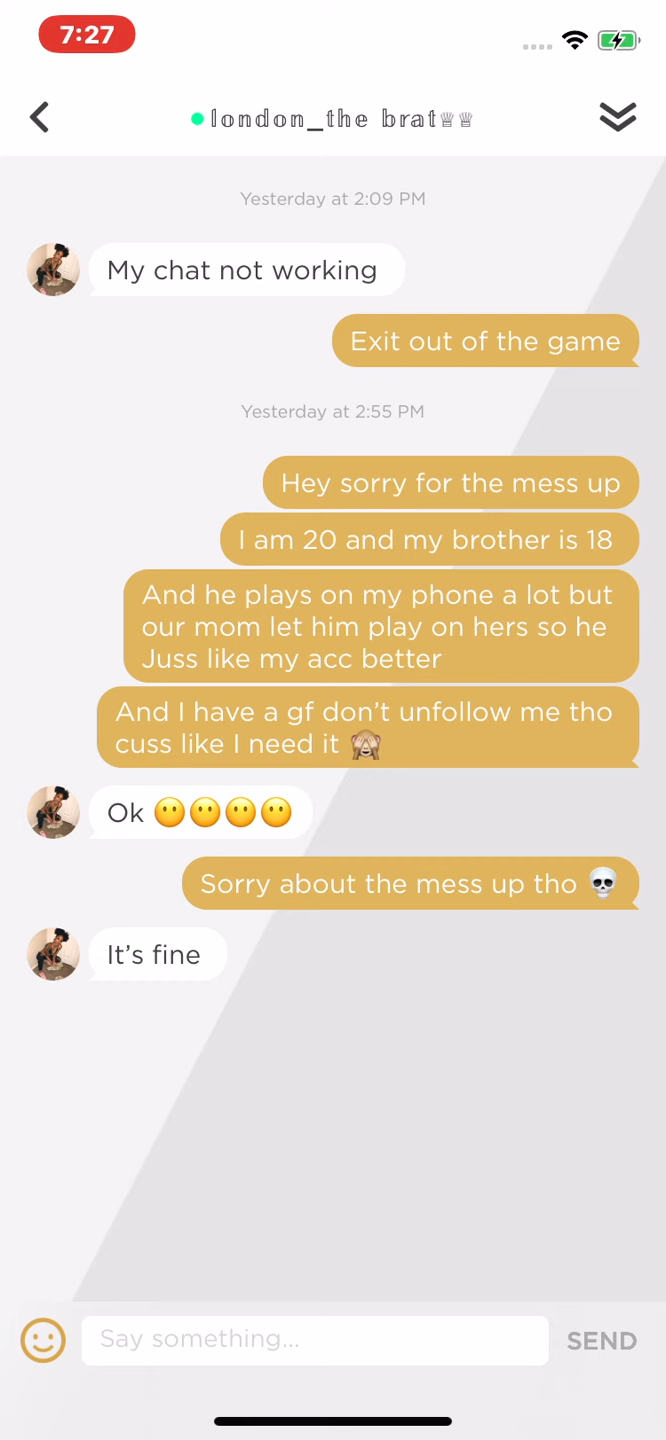 7:27
london_the brat♕♕
Yesterday at 2:09 PM
My chat not working
Exit out of the game
Yesterday at 2:55 PM
Hey sorry for the mess up
I am 20 and my brother is 18
And he plays on my phone a lot but
our mom let him play on hers so he
Juss like my acc better
And I have a gf don’t unfollow me tho
cuss like I need it 🙈
Ok 😶😶😶😶
Sorry about the mess up tho 💀
It’s fine
Say something...
SEND